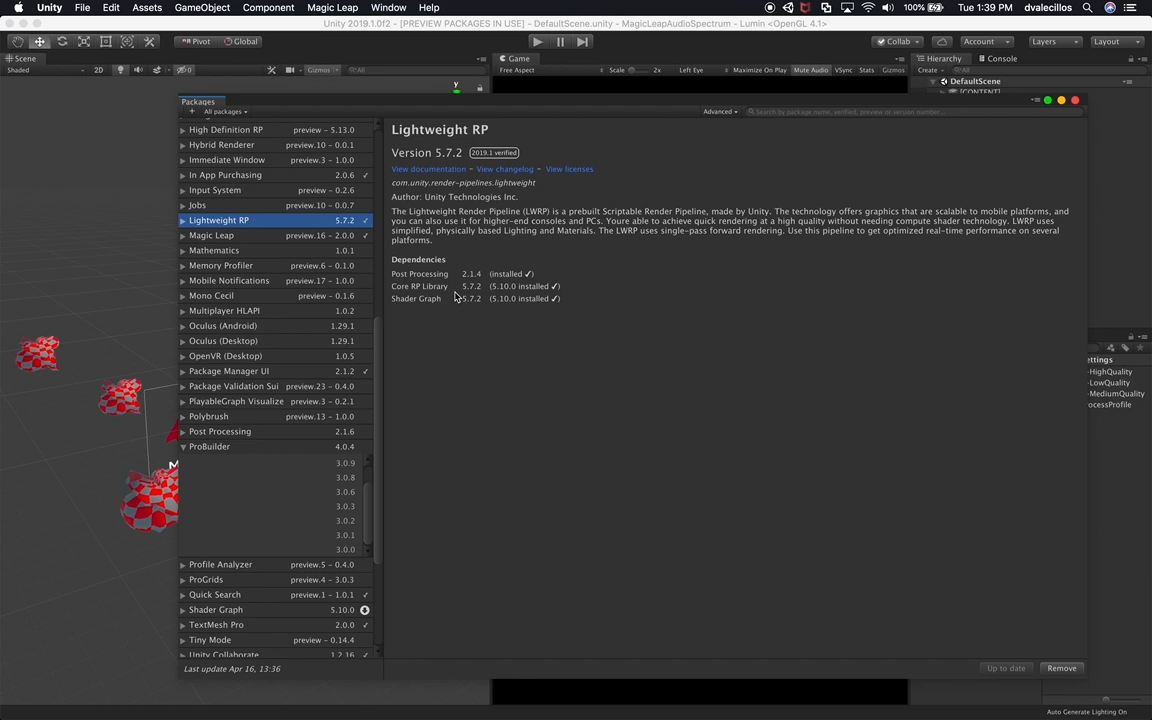 Unity File Edit Assets GameObject Component Magic Leap Window Help 100% Tue 1:39 PM dvalecillos
Unity 2019.1.0f2 - [PREVIEW PACKAGES IN USE] - DefaultScene.unity - MagicLeapAudioSpectrum - Lumin <OpenGL 4.1>
Pivot Global Collab Account Layers Layout
Scene Game Hierarchy Console
Shaded 2D 0 Gizmos All Free Aspect Scale 2x Left Eye Maximize On Play Mute Audio VSync Stats Gizmos Create All
y
DefaultScene
[CONTENT]
Packages
+ All packages Advanced Search by package name, verified, preview or version number...
High Definition RP preview - 5.13.0
Hybrid Renderer preview.10 - 0.0.1
Immediate Window preview.3 - 0.1.0
In App Purchasing 2.0.6 ✓
Input System preview - 0.2.6
Jobs preview.10 - 0.0.7
Lightweight RP 5.7.2 ✓
Magic Leap preview.16 - 2.0.0 ✓
Mathematics 1.0.1
Memory Profiler preview.6 - 0.1.0
Mobile Notifications preview.17 - 1.0.0
Mono Cecil preview - 0.1.6
Multiplayer HLAPI 1.0.2
Oculus (Android) 1.29.1
Oculus (Desktop) 1.29.1
OpenVR (Desktop) 1.0.5
Package Manager UI 2.1.2 ✓
Package Validation Sui preview.23 - 0.4.0
PlayableGraph Visualize preview.3 - 0.2.1
Polybrush preview.13 - 1.0.0
Post Processing 2.1.6
ProBuilder 4.0.4
3.0.9
3.0.8
3.0.6
3.0.3
3.0.2
3.0.1
3.0.0
Profile Analyzer preview.5 - 0.4.0
ProGrids preview.4 - 3.0.3
Quick Search preview.1 - 1.0.1 ✓
Shader Graph 5.10.0
TextMesh Pro 2.0.0 ✓
Tiny Mode preview - 0.14.4
Unity Collaborate 1.2.16 ✓
Last update Apr 16, 13:36
Lightweight RP
Version 5.7.2 2019.1 verified
View documentation - View changelog - View licenses
com.unity.render-pipelines.lightweight
Author: Unity Technologies Inc.
The Lightweight Render Pipeline (LWRP) is a prebuilt Scriptable Render Pipeline, made by Unity. The technology offers graphics that are scalable to mobile platforms, and
you can also use it for higher-end consoles and PCs. Youre able to achieve quick rendering at a high quality without needing compute shader technology. LWRP uses
simplified, physically based Lighting and Materials. The LWRP uses single-pass forward rendering. Use this pipeline to get optimized real-time performance on several
platforms.
Dependencies
Post Processing 2.1.4 (installed ✓)
Core RP Library 5.7.2 (5.10.0 installed ✓)
Shader Graph 5.7.2 (5.10.0 installed ✓)
Up to date Remove
ettings
-HighQuality
-LowQuality
-MediumQuality
ocessProfile
Auto Generate Lighting On